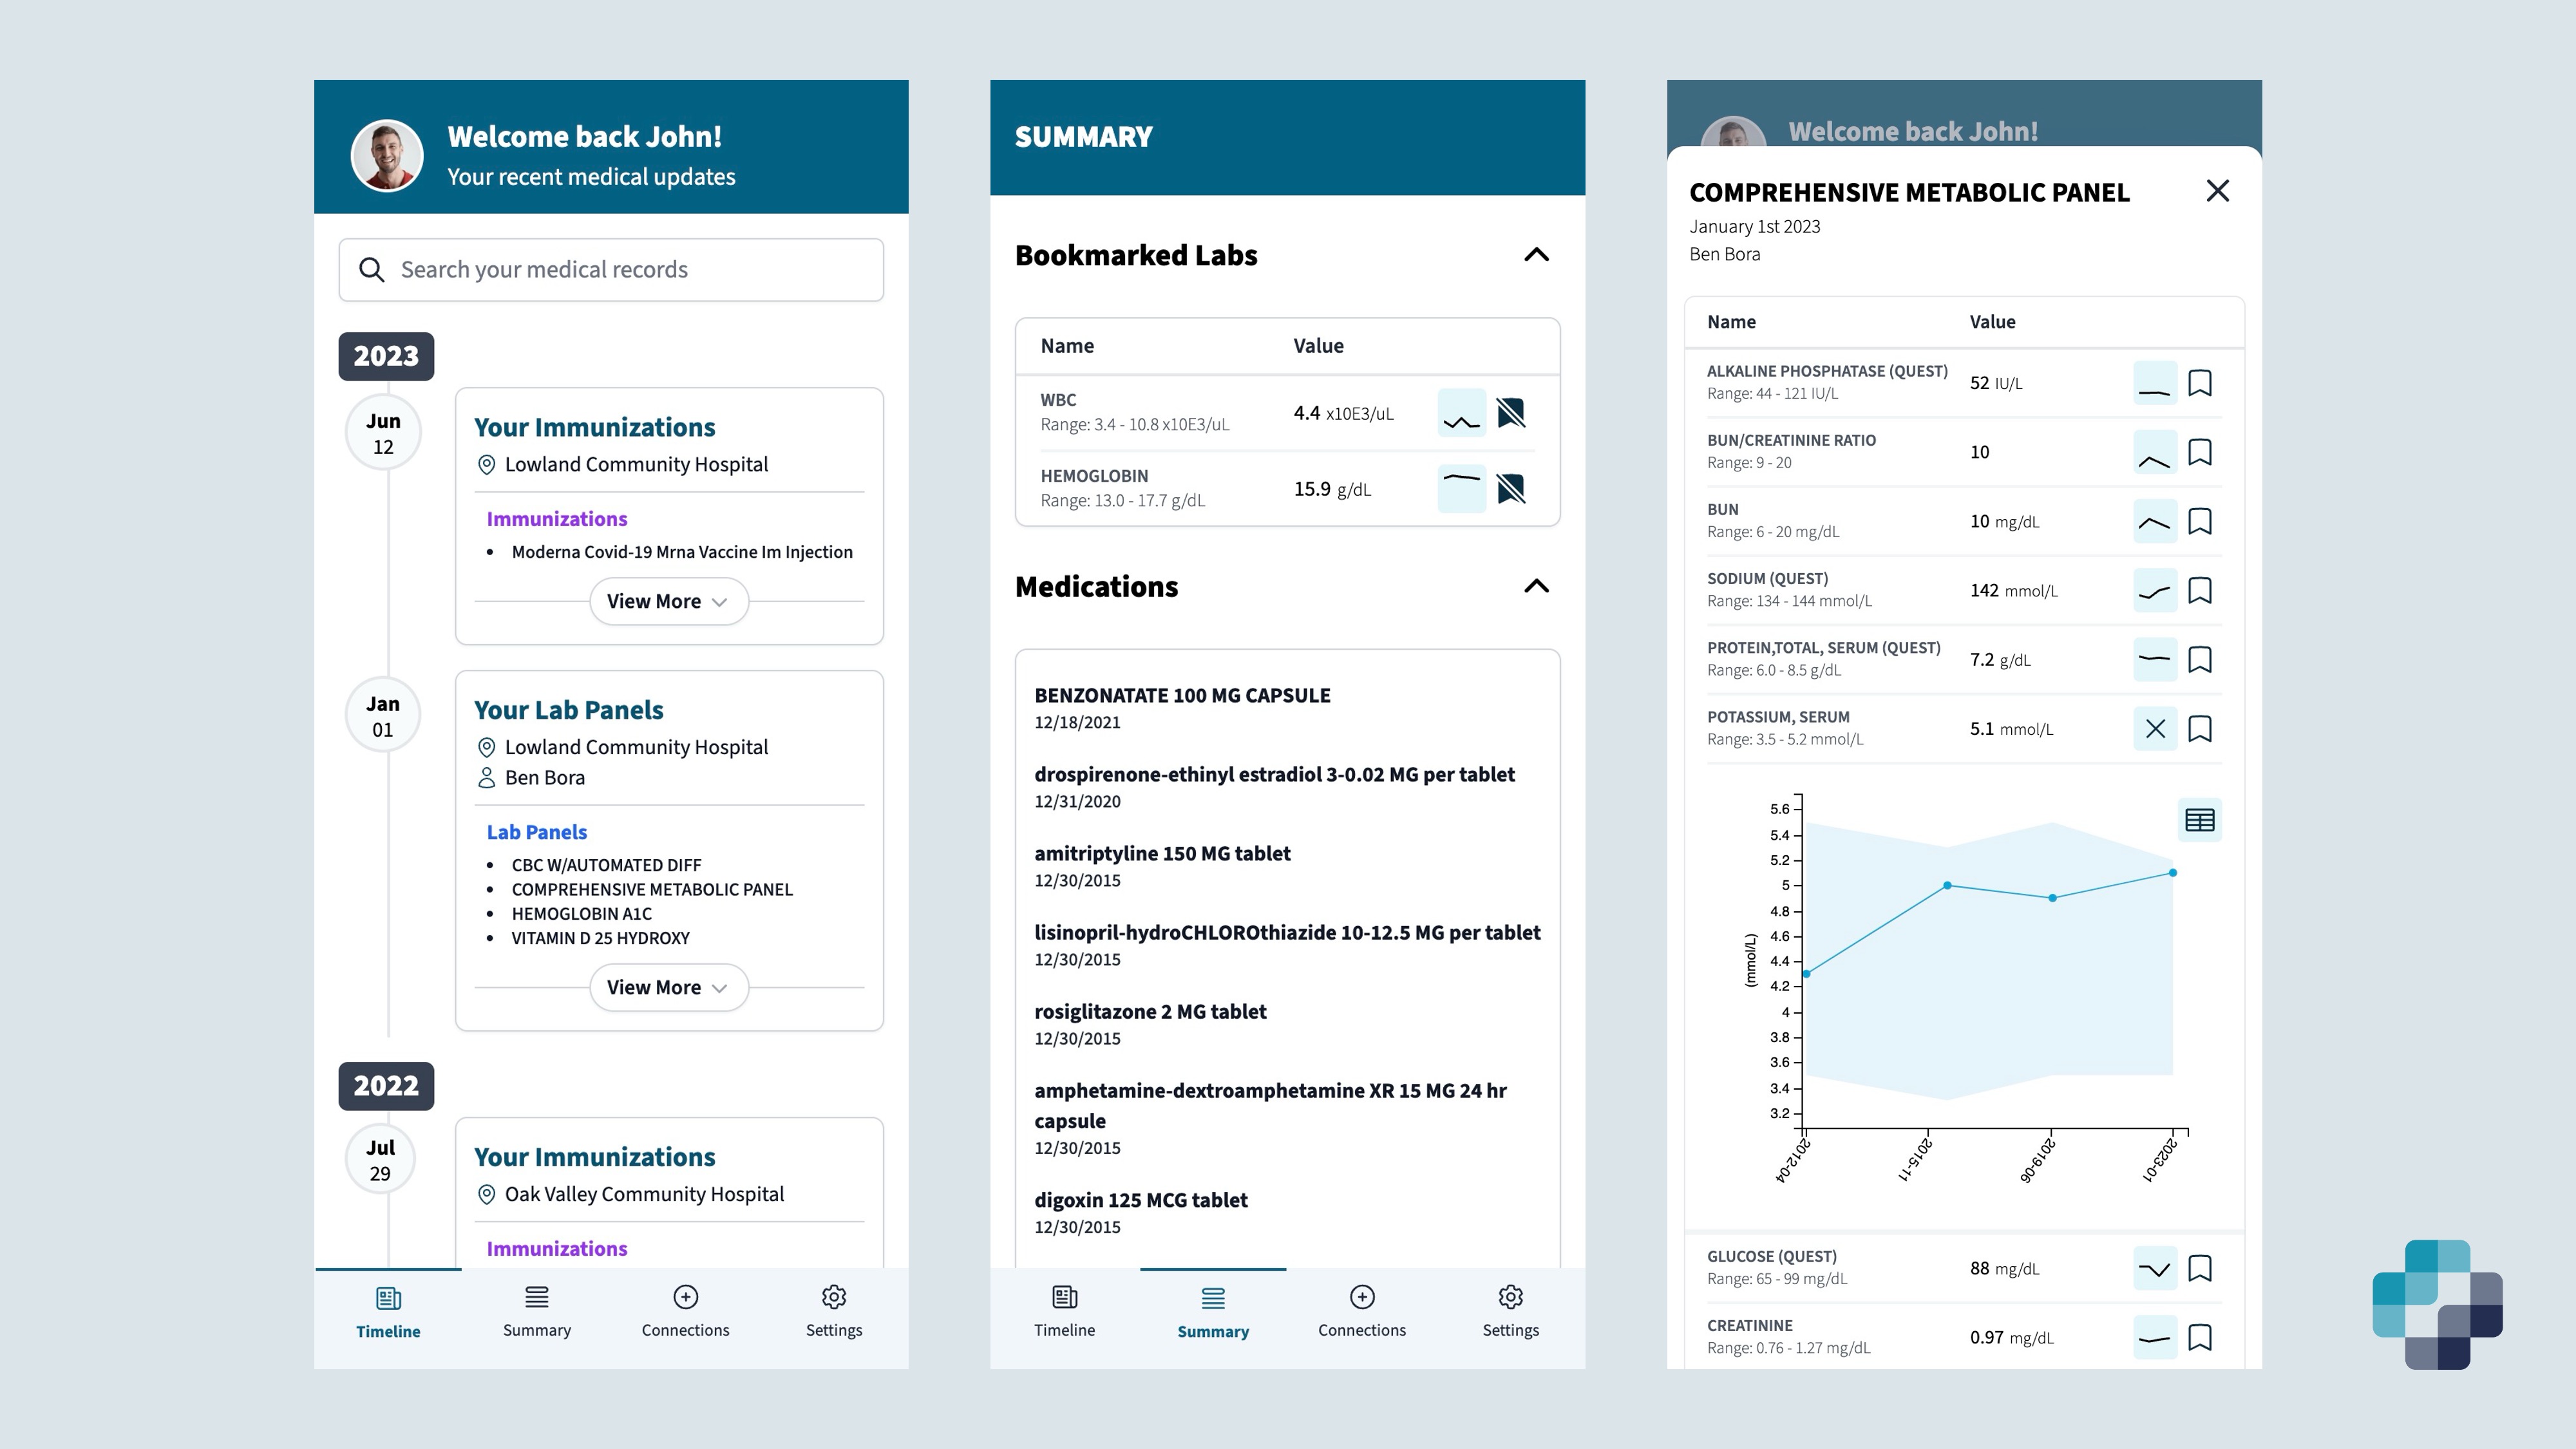 Welcome back John!
Your recent medical updates
Search your medical records
2023
Jun
12
Your Immunizations
Lowland Community Hospital
Immunizations
• Moderna Covid-19 Mrna Vaccine Im Injection
View More
Jan
01
Your Lab Panels
Lowland Community Hospital
Ben Bora
Lab Panels
• CBC W/AUTOMATED DIFF
• COMPREHENSIVE METABOLIC PANEL
• HEMOGLOBIN A1C
• VITAMIN D 25 HYDROXY
View More
2022
Jul
29
Your Immunizations
Oak Valley Community Hospital
Immunizations
Timeline Summary Connections Settings
SUMMARY
Bookmarked Labs
Name Value
WBC
Range: 3.4 - 10.8 x10E3/uL
4.4 x10E3/uL
HEMOGLOBIN
Range: 13.0 - 17.7 g/dL
15.9 g/dL
Medications
BENZONATATE 100 MG CAPSULE
12/18/2021
drospirenone-ethinyl estradiol 3-0.02 MG per tablet
12/31/2020
amitriptyline 150 MG tablet
12/30/2015
lisinopril-hydroCHLOROthiazide 10-12.5 MG per tablet
12/30/2015
rosiglitazone 2 MG tablet
12/30/2015
amphetamine-dextroamphetamine XR 15 MG 24 hr
capsule
12/30/2015
digoxin 125 MCG tablet
12/30/2015
Timeline Summary Connections Settings
Welcome back John!
COMPREHENSIVE METABOLIC PANEL
January 1st 2023
Ben Bora
Name Value
ALKALINE PHOSPHATASE (QUEST)
Range: 44 - 121 IU/L
52 IU/L
BUN/CREATININE RATIO
Range: 9 - 20
10
BUN
Range: 6 - 20 mg/dL
10 mg/dL
SODIUM (QUEST)
Range: 134 - 144 mmol/L
142 mmol/L
PROTEIN,TOTAL, SERUM (QUEST)
Range: 6.0 - 8.5 g/dL
7.2 g/dL
POTASSIUM, SERUM
Range: 3.5 - 5.2 mmol/L
5.1 mmol/L
5.6
5.4
5.2
5
4.8
4.6
4.4
4.2
4
3.8
3.6
3.4
3.2
(mmol/L)
2012-04
2015-11
2019-06
2023-01
GLUCOSE (QUEST)
Range: 65 - 99 mg/dL
88 mg/dL
CREATININE
Range: 0.76 - 1.27 mg/dL
0.97 mg/dL